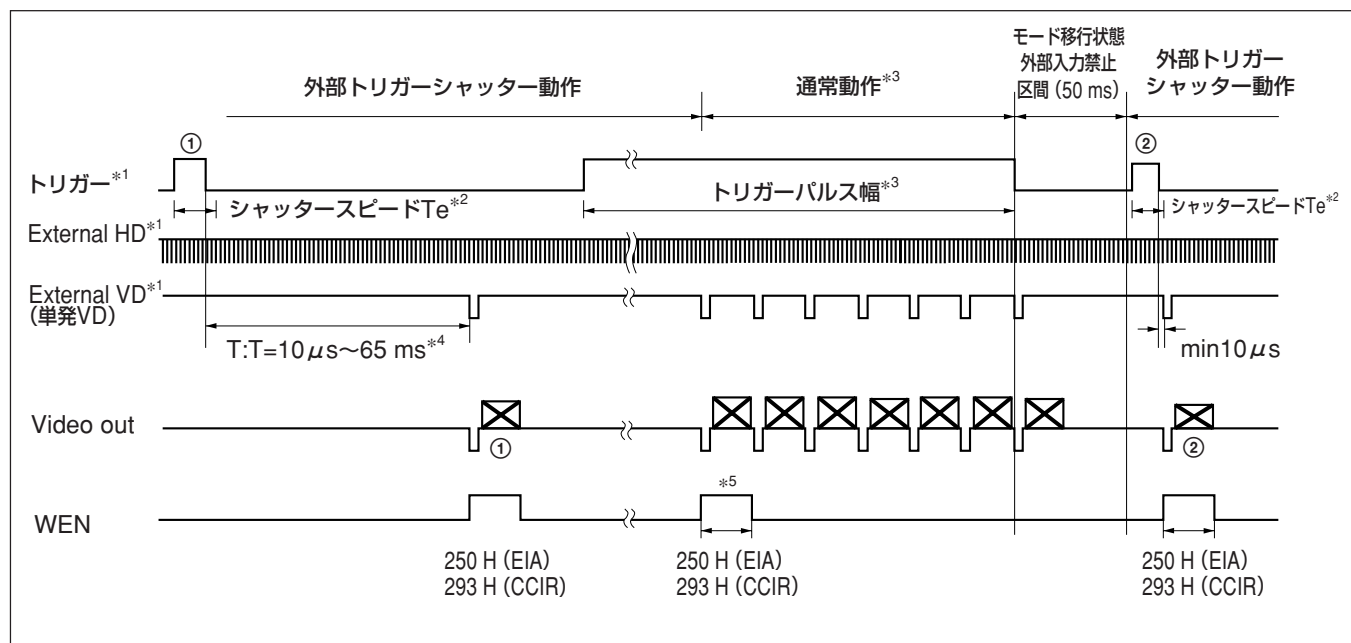 モード移行状態
外部入力禁止
区間（50 ms）
外部トリガー
シャッター動作
外部トリガーシャッター動作
通常動作*3
①
②
トリガー*1
トリガーパルス幅*3
シャッタースピードTe*2
シャッタースピードTe*2
External HD*1
External VD*1
（単発VD）
T:T=10μs～65 ms*4
min10μs
Video out
①
②
*5
WEN
250 H（EIA）
293 H（CCIR）
250 H（EIA）
293 H（CCIR）
250 H（EIA）
293 H（CCIR）